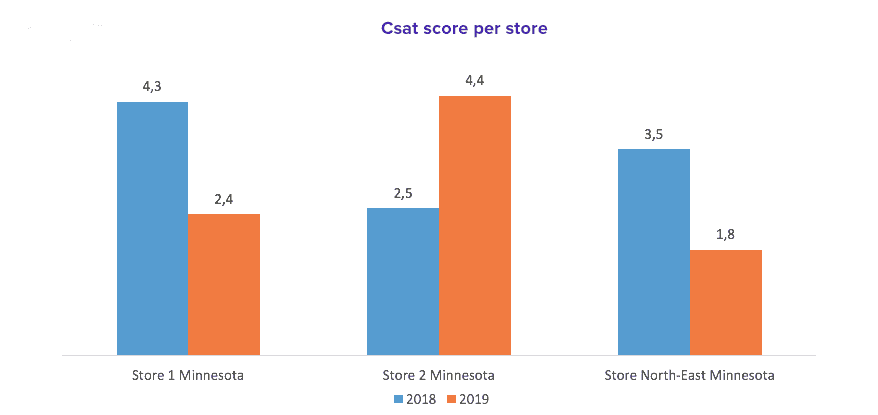 Csat score per store
4,3
2,4
2,5
4,4
3,5
1,8
Store 1 Minnesota
Store 2 Minnesota
Store North-East Minnesota
2018
2019